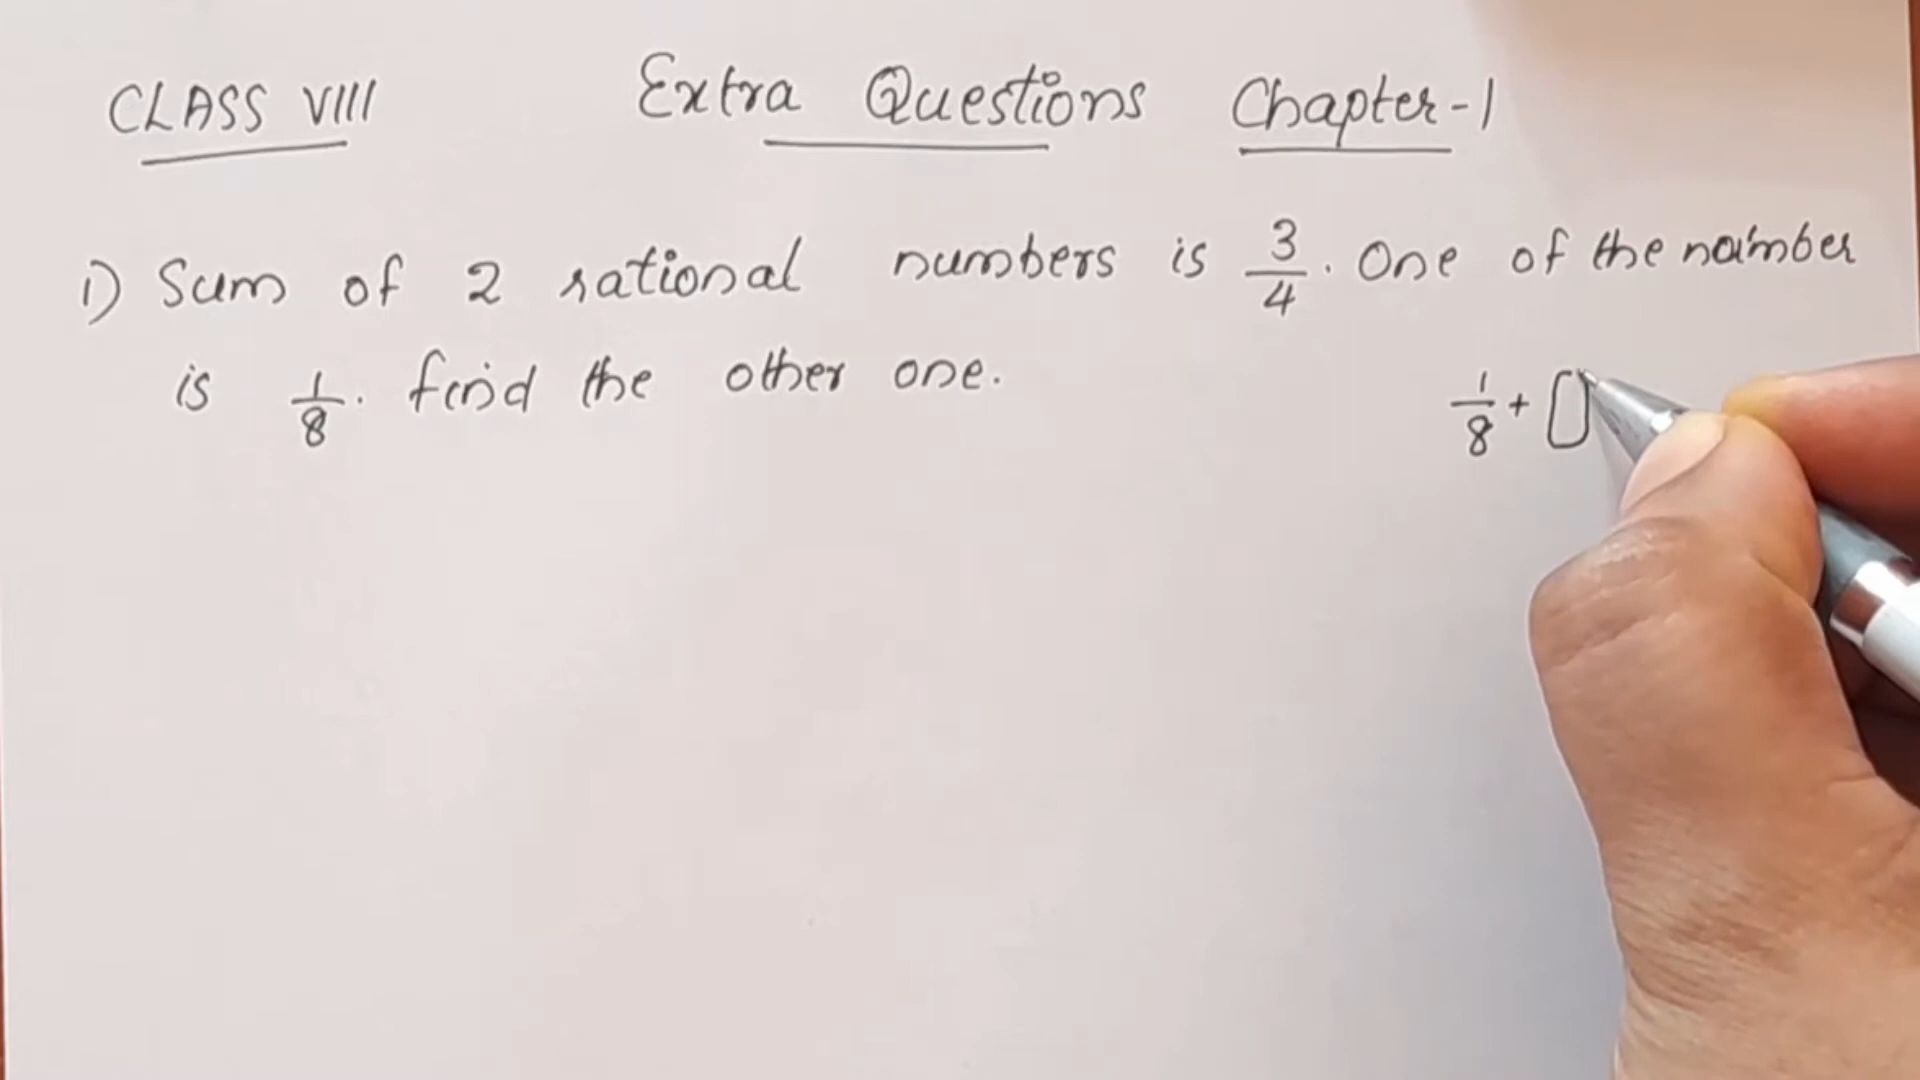 CLASS VIII Extra Questions Chapter-1
1) Sum of 2 rational numbers is 3/4. One of the number
is 1/8. find the other one.
1/8 +